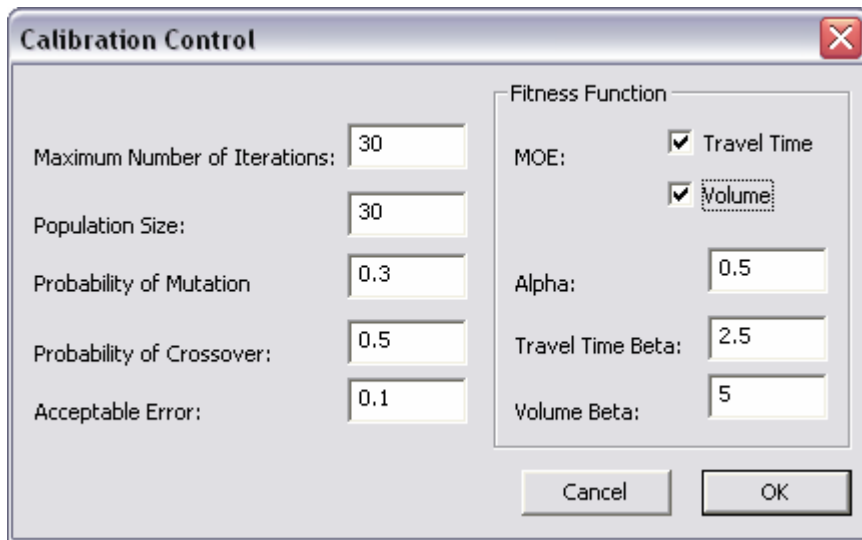 Calibration Control
Maximum Number of Iterations: 30
Population Size: 30
Probability of Mutation 0.3
Probability of Crossover: 0.5
Acceptable Error: 0.1
Fitness Function
MOE: Travel Time
Volume
Alpha: 0.5
Travel Time Beta: 2.5
Volume Beta: 5
Cancel OK